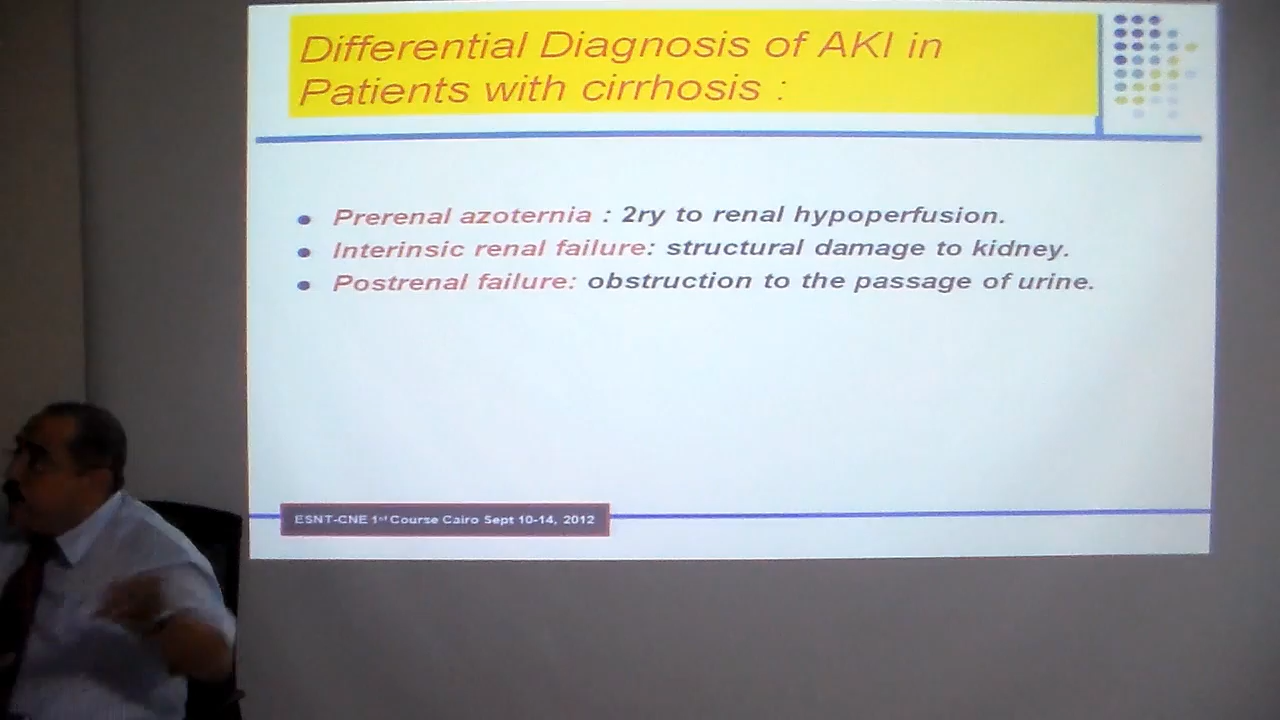 Differential Diagnosis of AKI in
Patients with cirrhosis :
Prerenal azoternia : 2ry to renal hypoperfusion.
Interinsic renal failure: structural damage to kidney.
Postrenal failure: obstruction to the passage of urine.
ESNT-CNE 1st Course Cairo Sept 10-14, 2012